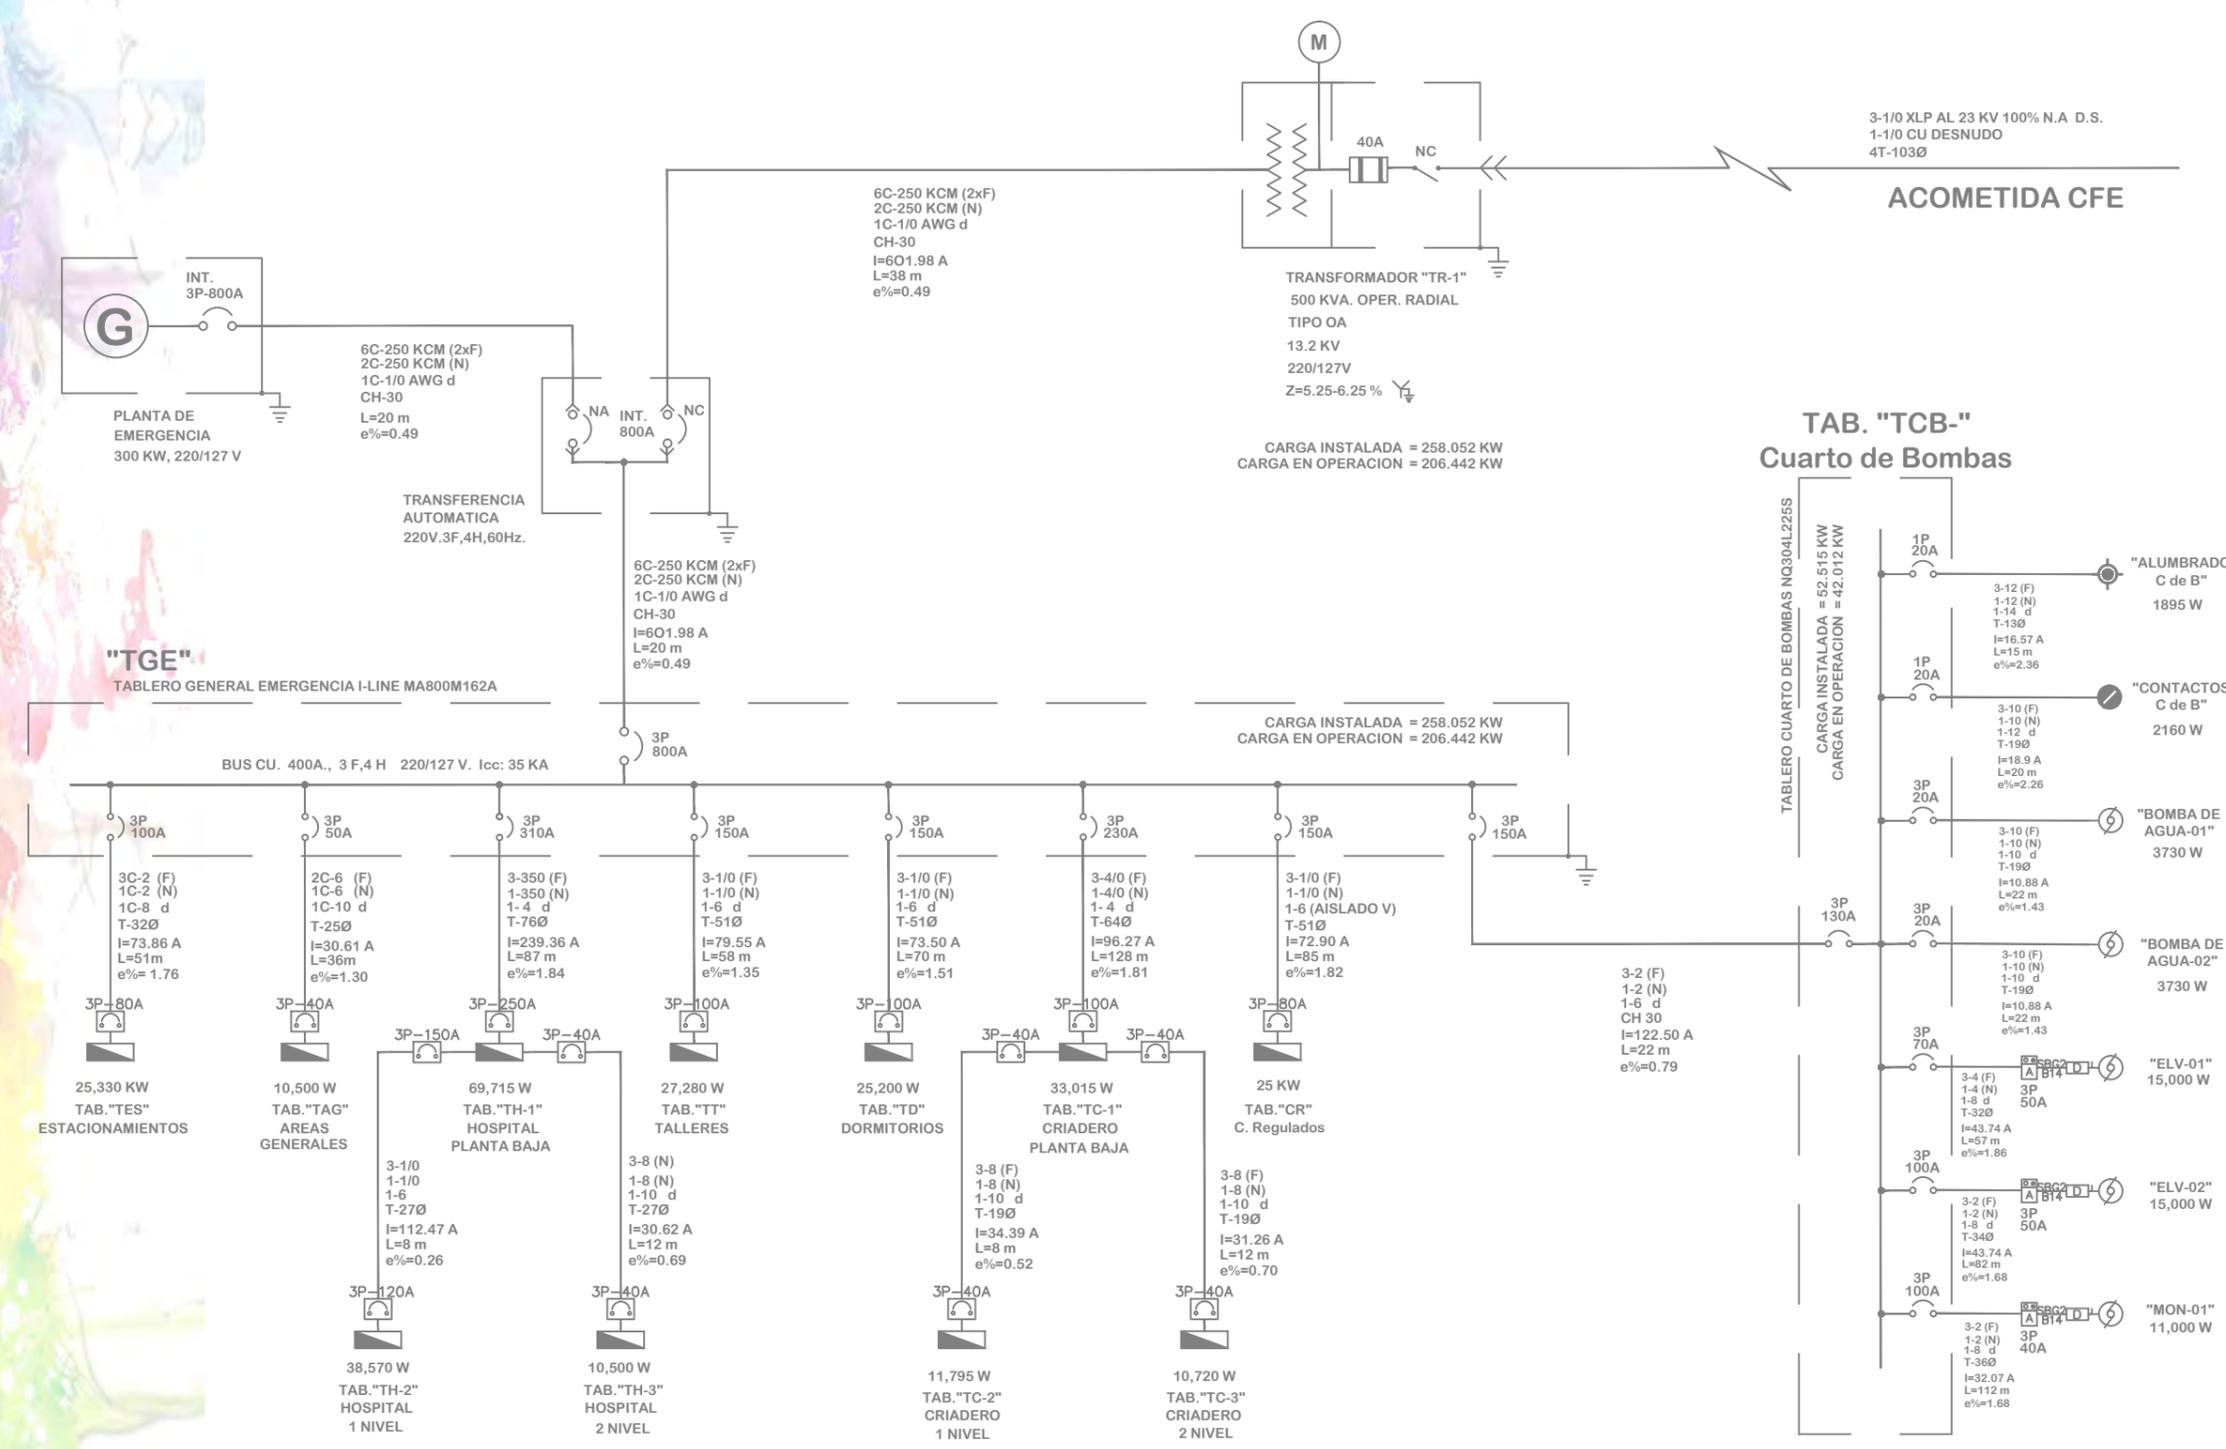 M
40A
NC
3-1/0 XLP AL 23 KV 100% N.A D.S.
1-1/0 CU DESNUDO
4T-103Ø
ACOMETIDA CFE
6C-250 KCM (2xF)
2C-250 KCM (N)
1C-1/0 AWG d
CH-30
I=6O1.98 A
L=38 m
e%=0.49
TRANSFORMADOR "TR-1"
500 KVA. OPER. RADIAL
TIPO OA
13.2 KV
220/127V
Z=5.25-6.25 %
CARGA INSTALADA = 258.052 KW
CARGA EN OPERACION = 206.442 KW
INT.
3P-800A
G
PLANTA DE
EMERGENCIA
300 KW, 220/127 V
6C-250 KCM (2xF)
2C-250 KCM (N)
1C-1/0 AWG d
CH-30
L=20 m
e%=0.49
NA
INT.
800A
NC
TRANSFERENCIA
AUTOMATICA
220V.3F,4H,60Hz.
6C-250 KCM (2xF)
2C-250 KCM (N)
1C-1/0 AWG d
CH-30
I=6O1.98 A
L=20 m
e%=0.49
"TGE"
TABLERO GENERAL EMERGENCIA I-LINE MA800M162A
3P
800A
CARGA INSTALADA = 258.052 KW
CARGA EN OPERACION = 206.442 KW
BUS CU. 400A., 3 F,4 H 220/127 V. Icc: 35 KA
3P
100A
3C-2 (F)
1C-2 (N)
1C-8 d
T-32Ø
I=73.86 A
L=51m
e%= 1.76
3P-80A
25,330 KW
TAB."TES"
ESTACIONAMIENTOS
3P
50A
2C-6 (F)
1C-6 (N)
1C-10 d
T-25Ø
I=30.61 A
L=36m
e%=1.30
3P-40A
10,500 W
TAB."TAG"
AREAS
GENERALES
3P
310A
3-350 (F)
1-350 (N)
1- 4 d
T-76Ø
I=239.36 A
L=87 m
e%=1.84
3P-250A
3P-150A
3P-40A
69,715 W
TAB."TH-1"
HOSPITAL
PLANTA BAJA
3-1/0
1-1/0
1-6
T-27Ø
I=112.47 A
L=8 m
e%=0.26
3P-120A
38,570 W
TAB."TH-2"
HOSPITAL
1 NIVEL
3-8 (N)
1-8 (N)
1-10 d
T-27Ø
I=30.62 A
L=12 m
e%=0.69
3P-40A
10,500 W
TAB."TH-3"
HOSPITAL
2 NIVEL
3P
150A
3-1/0 (F)
1-1/0 (N)
1-6 d
T-51Ø
I=79.55 A
L=58 m
e%=1.35
3P-100A
27,280 W
TAB."TT"
TALLERES
3P
150A
3-1/0 (F)
1-1/0 (N)
1-6 d
T-51Ø
I=73.50 A
L=70 m
e%=1.51
3P-100A
25,200 W
TAB."TD"
DORMITORIOS
3P
230A
3-4/0 (F)
1-4/0 (N)
1- 4 d
T-64Ø
I=96.27 A
L=128 m
e%=1.81
3P-100A
3P-40A
3P-40A
33,015 W
TAB."TC-1"
CRIADERO
PLANTA BAJA
3-8 (F)
1-8 (N)
1-10 d
T-19Ø
I=34.39 A
L=8 m
e%=0.52
3P-40A
11,795 W
TAB."TC-2"
CRIADERO
1 NIVEL
3-8 (F)
1-8 (N)
1-10 d
T-19Ø
I=31.26 A
L=12 m
e%=0.70
3P-40A
10,720 W
TAB."TC-3"
CRIADERO
2 NIVEL
3P
150A
3-1/0 (F)
1-1/0 (N)
1-6 (AISLADO V)
T-51Ø
I=72.90 A
L=85 m
e%=1.82
3P-80A
25 KW
TAB."CR"
C. Regulados
3P
150A
3-2 (F)
1-2 (N)
1-6 d
CH 30
I=122.50 A
L=22 m
e%=0.79
TAB. "TCB-"
Cuarto de Bombas
TABLERO CUARTO DE BOMBAS NQ304L225S
CARGA INSTALADA = 52.515 KW
CARGA EN OPERACION = 42.012 KW
3P
130A
1P
20A
3-12 (F)
1-12 (N)
1-14 d
T-13Ø
I=16.57 A
L=15 m
e%=2.36
"ALUMBRADO
C de B"
1895 W
1P
20A
3-10 (F)
1-10 (N)
1-12 d
T-19Ø
I=18.9 A
L=20 m
e%=2.26
"CONTACTOS
C de B"
2160 W
3P
20A
3-10 (F)
1-10 (N)
1-10 d
T-19Ø
I=10.88 A
L=22 m
e%=1.43
"BOMBA DE
AGUA-01"
3730 W
3P
20A
3-10 (F)
1-10 (N)
1-10 d
T-19Ø
I=10.88 A
L=22 m
e%=1.43
"BOMBA DE
AGUA-02"
3730 W
3P
70A
3-4 (F)
1-4 (N)
1-8 d
T-32Ø
I=43.74 A
L=57 m
e%=1.86
A
SBG2
B14
D
3P
50A
"ELV-01"
15,000 W
3P
100A
3-2 (F)
1-2 (N)
1-8 d
T-34Ø
I=43.74 A
L=82 m
e%=1.68
A
SBG2
B14
D
3P
50A
"ELV-02"
15,000 W
3P
100A
3-2 (F)
1-2 (N)
1-8 d
T-36Ø
I=32.07 A
L=112 m
e%=1.68
A
SBG2
B14
D
3P
40A
"MON-01"
11,000 W